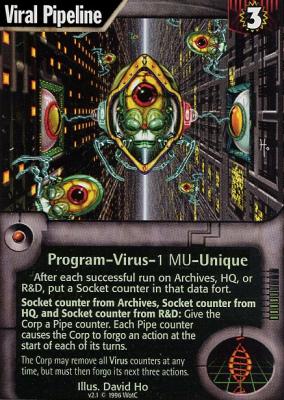 Viral Pipeline
3
Ho
Program-Virus-1 MU-Unique
After each successful run on Archives, HQ, or
R&D, put a Socket counter in that data fort.
Socket counter from Archives, Socket counter from
HQ, and Socket counter from R&D: Give the
Corp a Pipe counter. Each Pipe counter
causes the Corp to forgo an action at the
start of each of its turns.
The Corp may remove all Virus counters at any
time, but must then forgo its next three actions.
Illus. David Ho
v2.1 © 1996 WotC